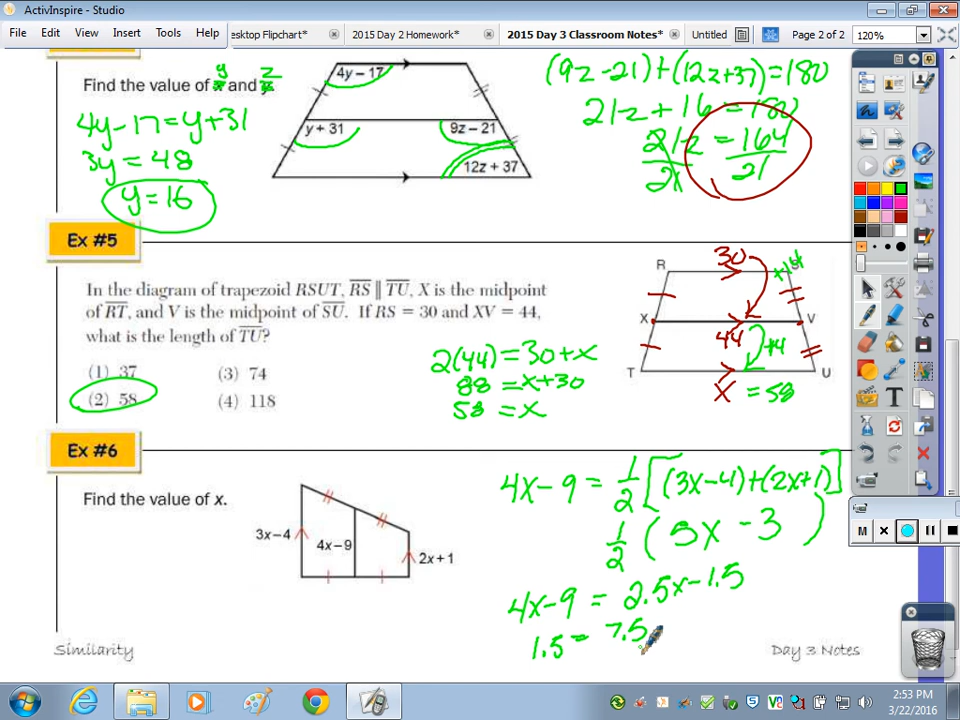 ActivInspire - Studio
File Edit View Insert Tools Help
esktop Flipchart* 2015 Day 2 Homework* 2015 Day 3 Classroom Notes* Untitled Page 2 of 2 120%
Find the value of y and z
4y-17=y+31
3y=48
y=16
4y – 17
y + 31
9z – 21
12z + 37
(9z-21)+(12z+37)=180
21z+16=180
21z = 164
21 21
Ex #5
In the diagram of trapezoid RSUT, RS ∥ TU, X is the midpoint
of RT, and V is the midpoint of SU. If RS = 30 and XV = 44,
what is the length of TU?
(1) 37 (3) 74
(2) 58 (4) 118
2(44)=30+x
88 =x+30
58 =x
R 30 +14
X 44 V
+14
T U
x = 58
Ex #6
Find the value of x.
3x – 4
4x – 9
2x + 1
4x-9 = 1/2[(3x-4)+(2x+1)]
1/2(5x-3)
4x-9 = 2.5x-1.5
1.5= 7.5
Similarity
Day 3 Notes
M
2:53 PM
3/22/2016